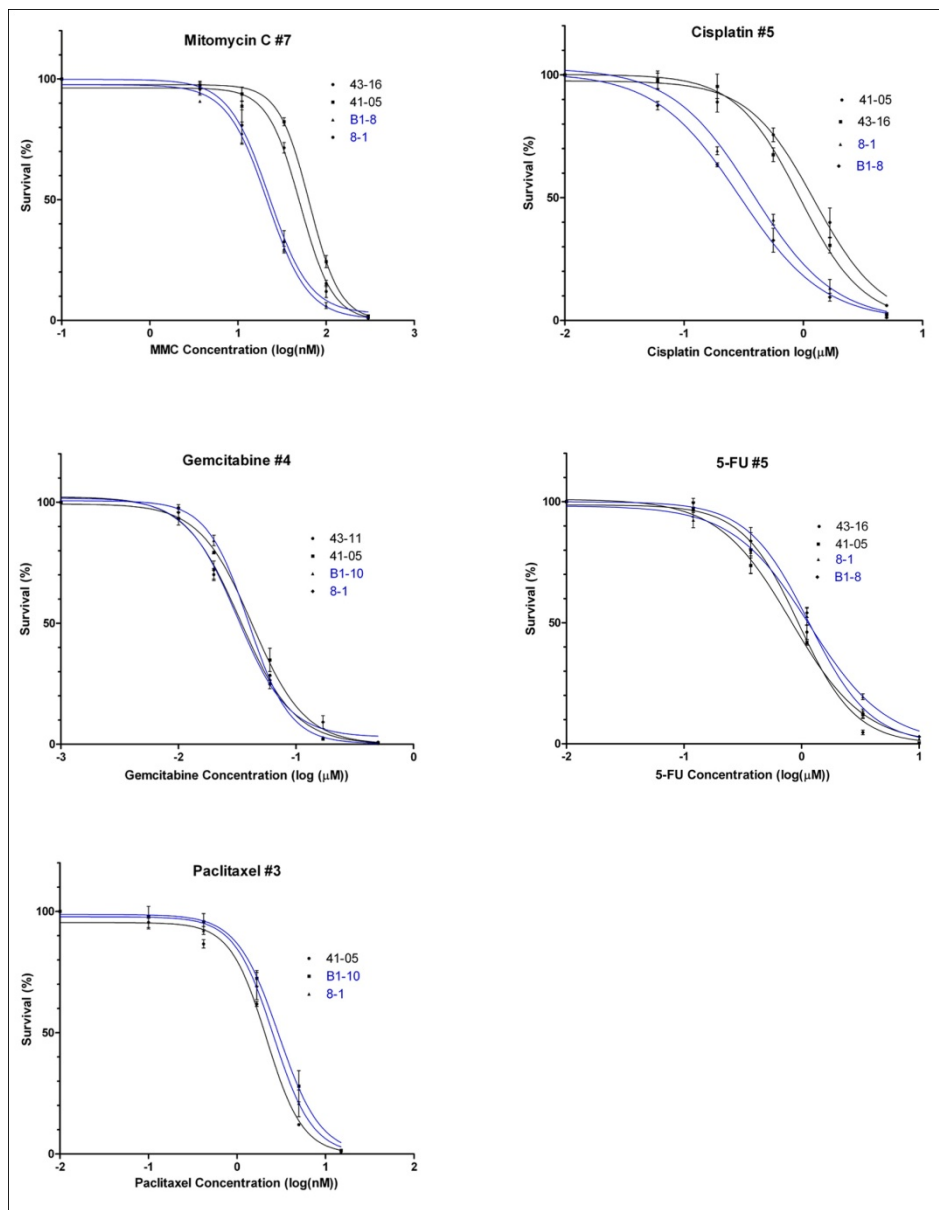 Mitomycin C #7
Survival (%)
100
50
0
43-16
41-05
B1-8
8-1
-1 0 1 2 3
MMC Concentration (log(nM))
Cisplatin #5
Survival (%)
100
50
0
41-05
43-16
8-1
B1-8
-2 -1 0 1
Cisplatin Concentration log(μM)
Gemcitabine #4
Survival (%)
100
50
0
43-11
41-05
B1-10
8-1
-3 -2 -1 0
Gemcitabine Concentration (log (μM))
5-FU #5
Survival (%)
100
50
0
43-16
41-05
8-1
B1-8
-2 -1 0 1
5-FU Concentration (log(μM))
Paclitaxel #3
Survival (%)
100
50
0
41-05
B1-10
8-1
-2 -1 0 1 2
Paclitaxel Concentration (log(nM))